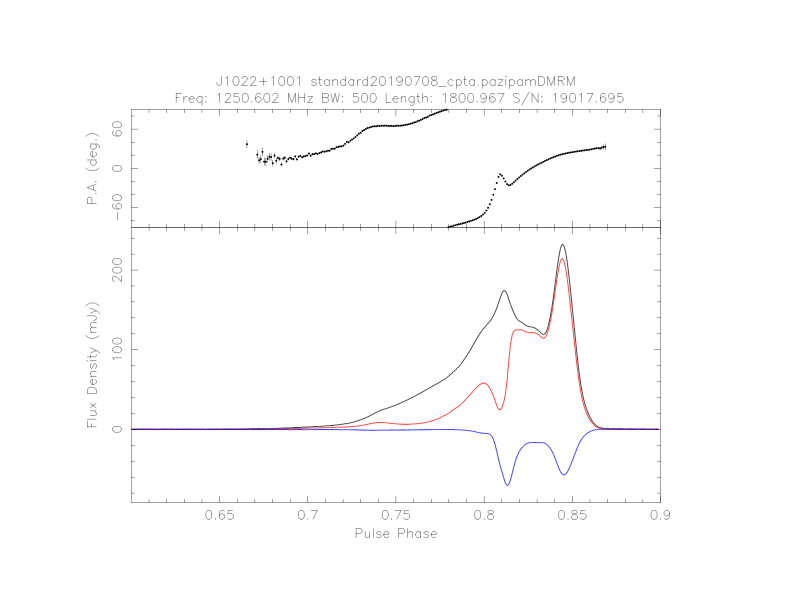 J1022+1001 standard20190708_cpta.pazipamDMRM
Freq: 1250.602 MHz BW: 500 Length: 1800.967 S/N: 19017.695
P.A. (deg.)
60
0
−60
Flux Density (mJy)
200
100
0
0.65 0.7 0.75 0.8 0.85 0.9
Pulse Phase